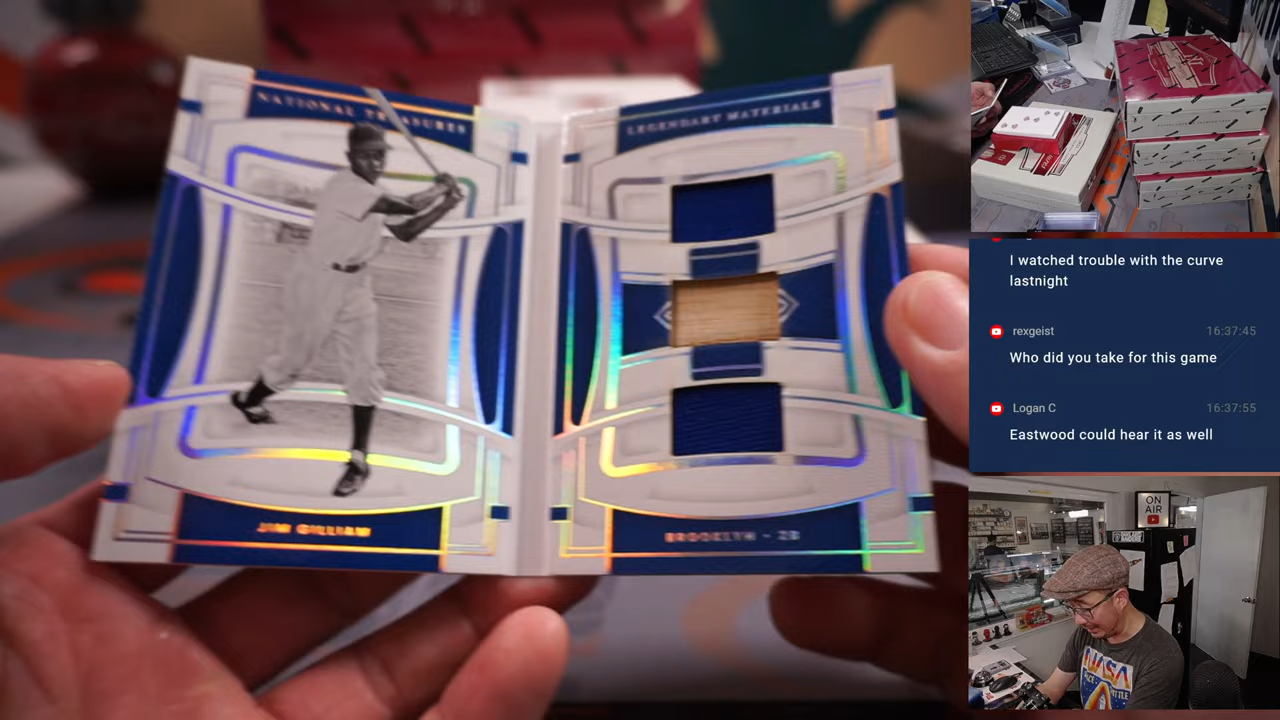 NATIONAL TREASURES
LEGENDARY MATERIALS
JIM GILLIAM
BROOKLYN - 2B
I watched trouble with the curve
lastnight
rexgeist 16:37:45
Who did you take for this game
Logan C 16:37:55
Eastwood could hear it as well
ON
AIR
NASA